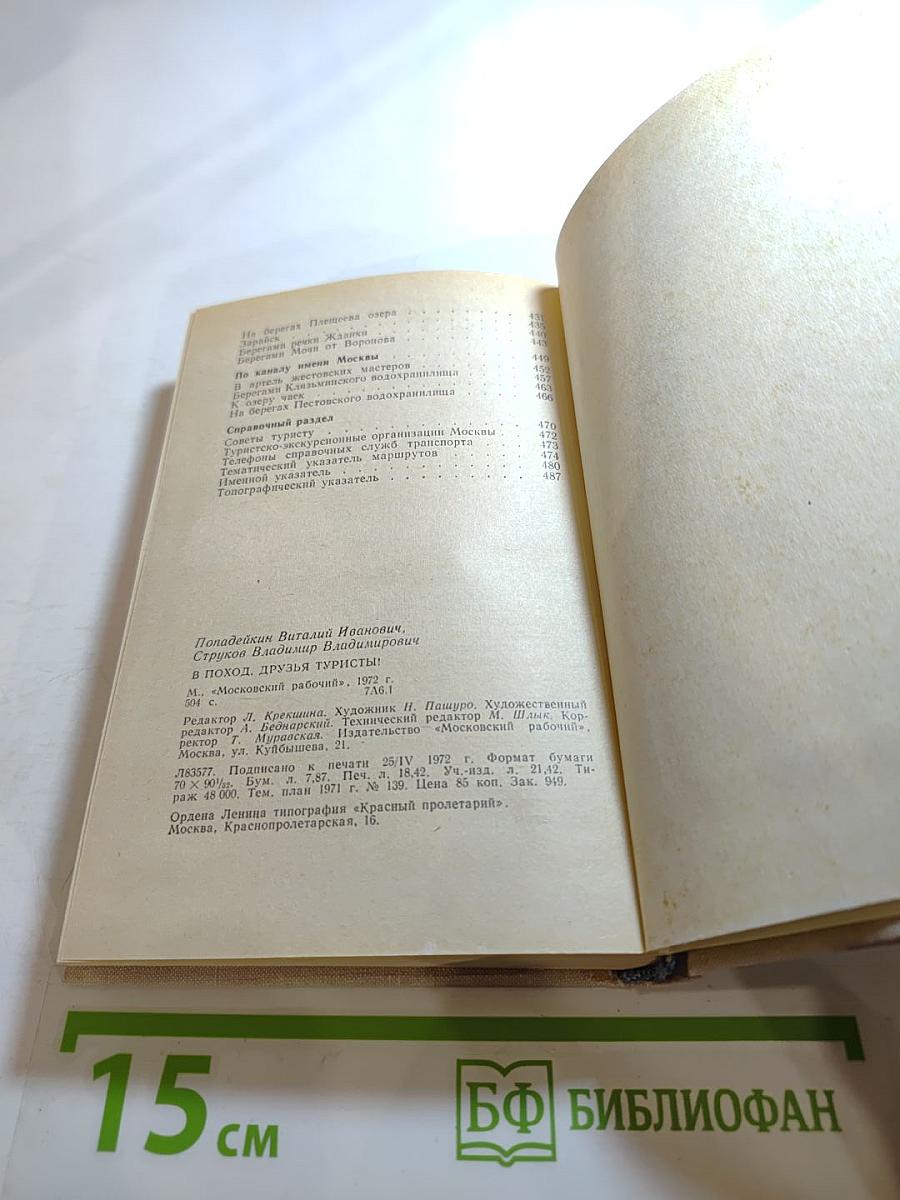 На берегах Плещеева озера . . . . . . . . . 431
Зарайск . . . . . . . . . 435
Берегами речки Жданки . . . . . . . . . 440
Берегами Мочи от Воронова . . . . . . . . . 443
По каналу имени Москвы
. . . . . . . . . 449
В артель жестовских мастеров . . . . . . . . . 452
Берегами Клязьминского водохранилища . . . . . . . . . 457
К озеру чаек . . . . . . . . . 463
На берегах Пестовского водохранилища . . . . . . . . . 466
Справочный раздел
Советы туристу . . . . . . . . . 470
Туристско-экскурсионные организации Москвы . . 472
Телефоны справочных служб транспорта . . . . 473
Тематический указатель маршрутов . . . . . . 474
Именной указатель . . . . . . . . . 480
Топографический указатель . . . . . . . . . 487
Попадейкин Виталий Иванович,
Струков Владимир Владимирович
В ПОХОД, ДРУЗЬЯ ТУРИСТЫ!
М., «Московский рабочий», 1972 г.
504 с. 7А6.1
Редактор Л. Крекшина. Художник Н. Пашуро. Художественный
редактор А. Беднарский. Технический редактор М. Шлык. Кор-
ректор Т. Муравская. Издательство «Московский рабочий»,
Москва, ул. Куйбышева, 21.
Л83577. Подписано к печати 25/IV 1972 г. Формат бумаги
70 × 90¹/₃₂. Бум. л. 7,87. Печ. л. 18,42. Уч.-изд. л. 21,42. Ти-
раж 48 000. Тем. план 1971 г. № 139. Цена 85 коп. Зак. 949.
Ордена Ленина типография «Красный пролетарий».
Москва, Краснопролетарская, 16.
15 см
БФ БИБЛИОФАН